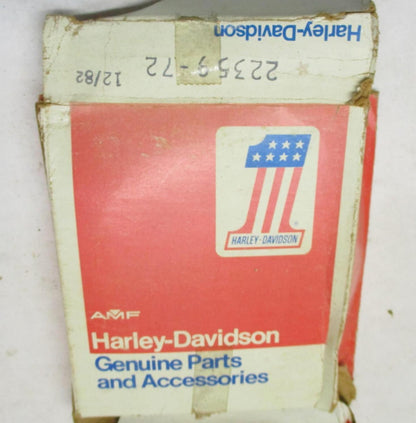 Harley-Davidson
22359-72
12/82
HARLEY-DAVIDSON
AMF
Harley-Davidson
Genuine Parts
and Accessories